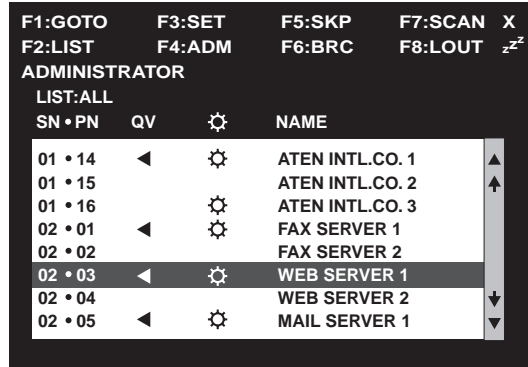 F1:GOTO F3:SET F5:SKP F7:SCAN X
F2:LIST F4:ADM F6:BRC F8:LOUT zzz
ADMINISTRATOR
LIST:ALL
SN•PN QV NAME
01•14 ATEN INTL.CO. 1
01•15 ATEN INTL.CO. 2
01•16 ATEN INTL.CO. 3
02•01 FAX SERVER 1
02•02 FAX SERVER 2
02•03 WEB SERVER 1
02•04 WEB SERVER 2
02•05 MAIL SERVER 1